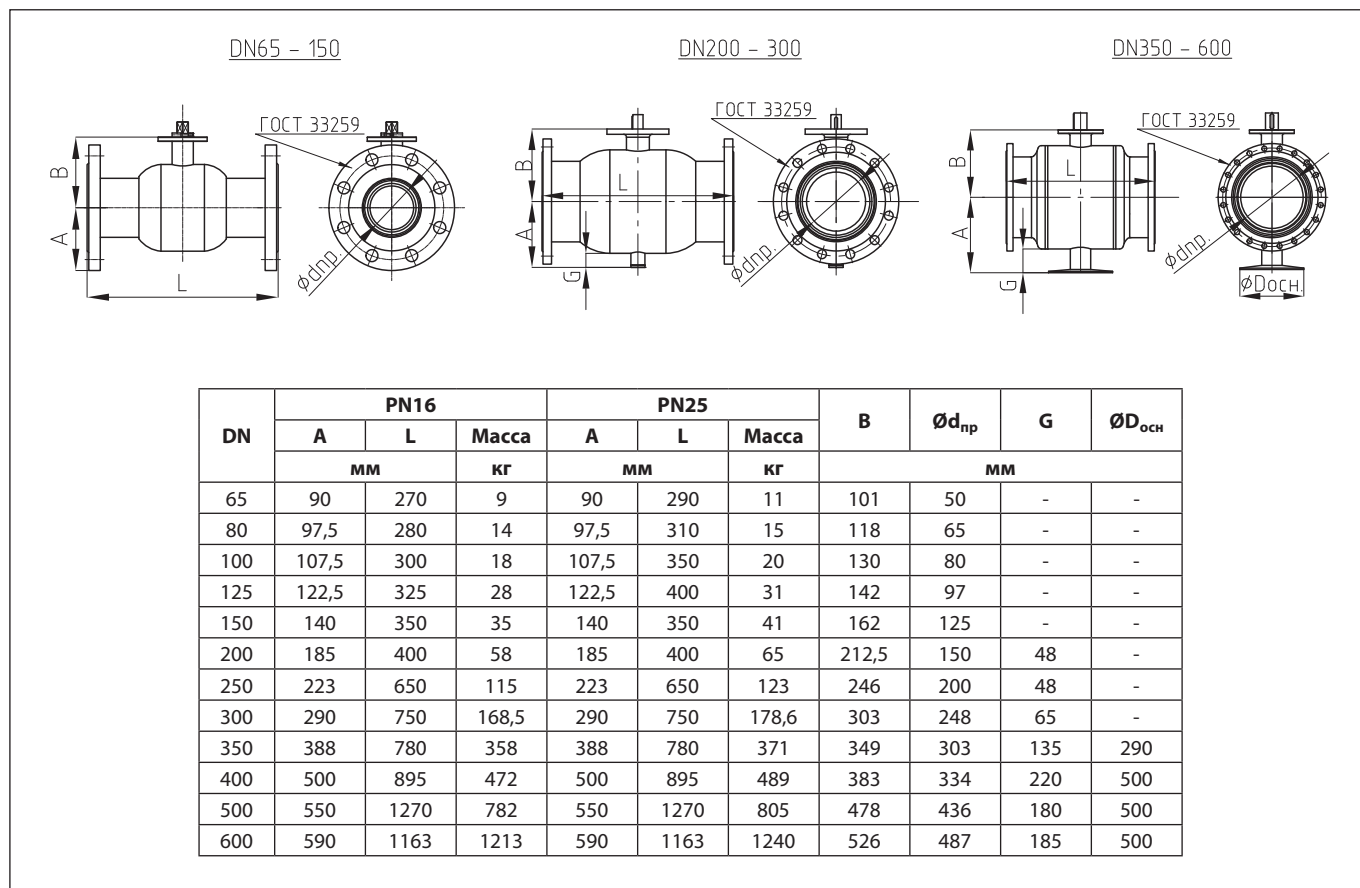 DN65 – 150
DN200 – 300
DN350 – 600
ГОСТ 33259
B
A
L
Ødпр.
ГОСТ 33259
B
A
L
G
Ødпр.
ГОСТ 33259
B
A
L
G
Ødпр.
ØDосн.
DN PN16 PN25 B Ødпр G ØDосн
A L Масса A L Масса
мм кг мм кг мм
65 90 270 9 90 290 11 101 50 - -
80 97,5 280 14 97,5 310 15 118 65 - -
100 107,5 300 18 107,5 350 20 130 80 - -
125 122,5 325 28 122,5 400 31 142 97 - -
150 140 350 35 140 350 41 162 125 - -
200 185 400 58 185 400 65 212,5 150 48 -
250 223 650 115 223 650 123 246 200 48 -
300 290 750 168,5 290 750 178,6 303 248 65 -
350 388 780 358 388 780 371 349 303 135 290
400 500 895 472 500 895 489 383 334 220 500
500 550 1270 782 550 1270 805 478 436 180 500
600 590 1163 1213 590 1163 1240 526 487 185 500